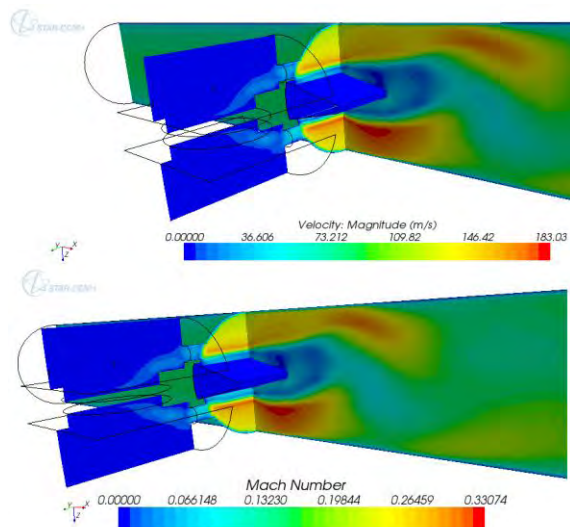 STAR-CCM+
Velocity: Magnitude (m/s)
0.00000 36.606 73.212 109.82 146.42 183.03
Y X
Z
STAR-CCM+
Mach Number
0.00000 0.066148 0.13230 0.19844 0.26459 0.33074
Y X
Z